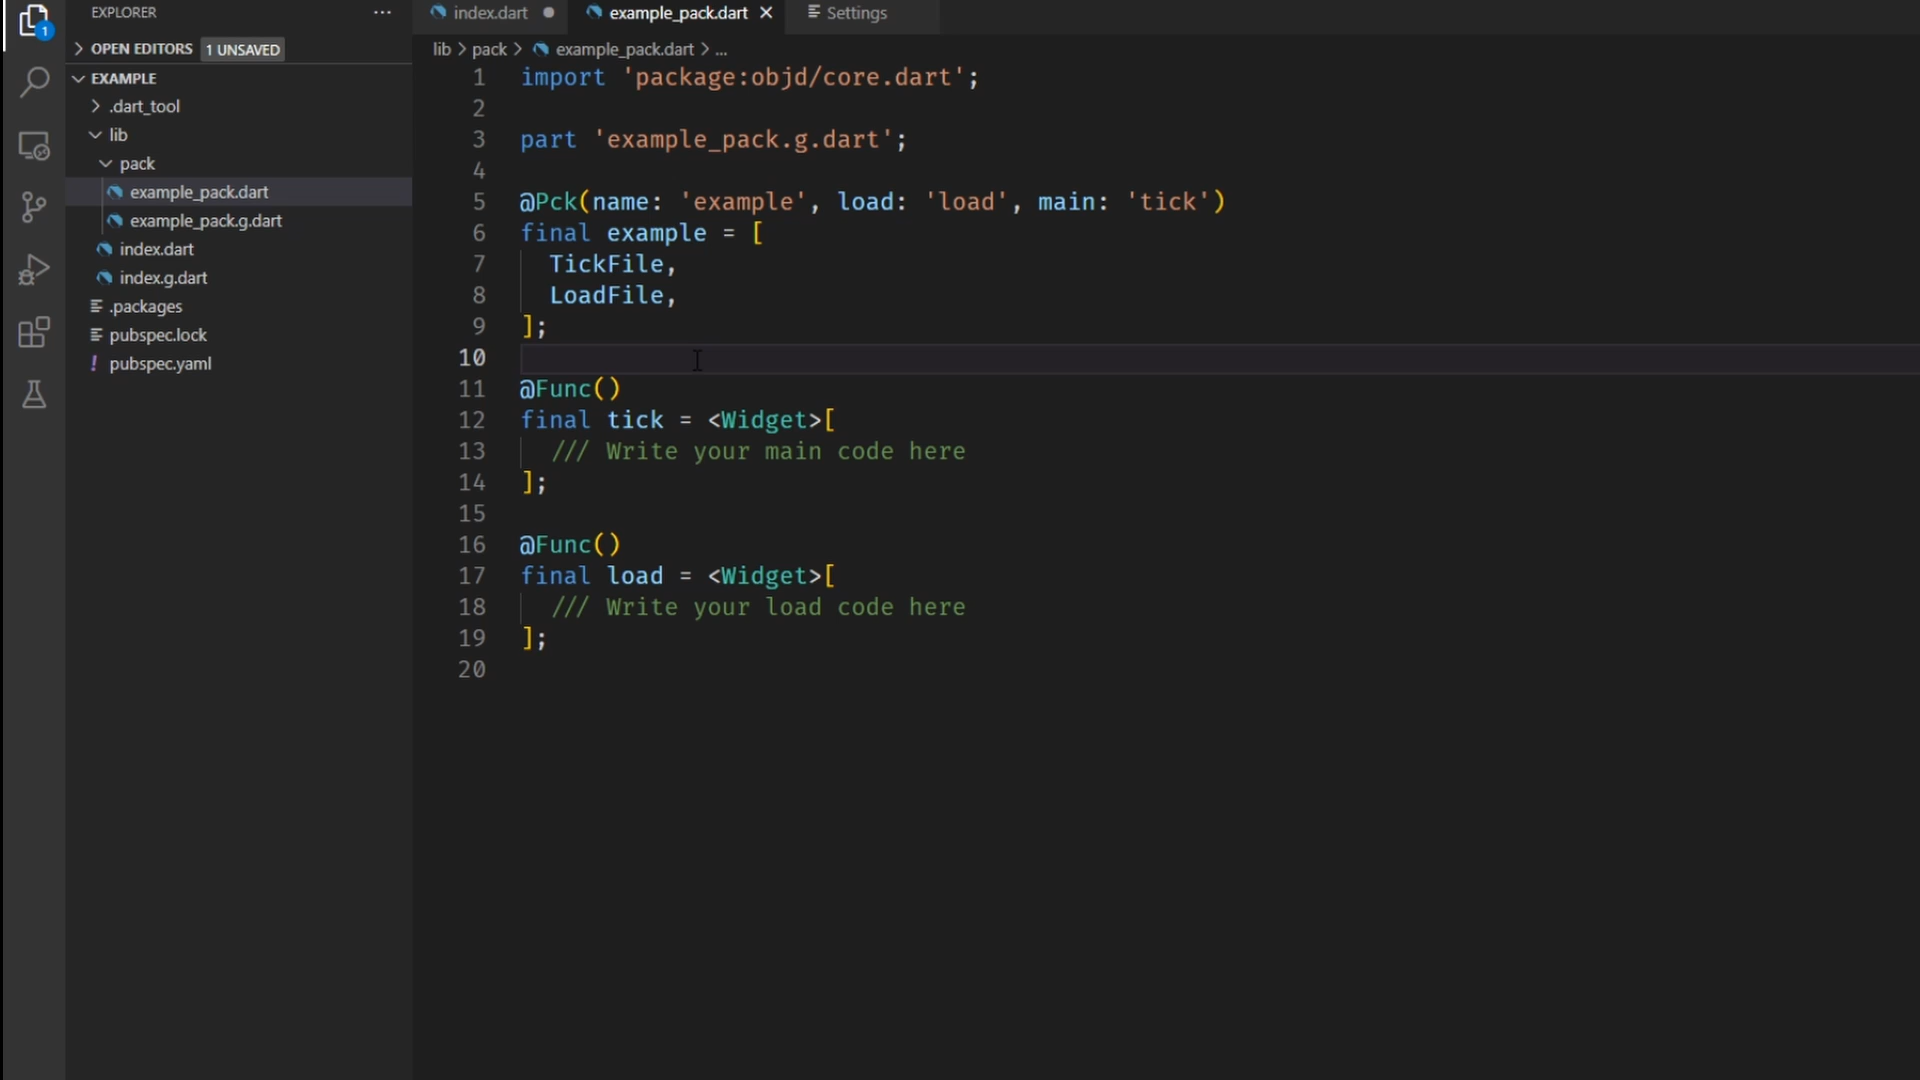 EXPLORER
1
OPEN EDITORS 1 UNSAVED
EXAMPLE
.dart_tool
lib
pack
example_pack.dart
example_pack.g.dart
index.dart
index.g.dart
.packages
pubspec.lock
! pubspec.yaml
index.dart
example_pack.dart
Settings
lib > pack > example_pack.dart > ...
1 import 'package:objd/core.dart';
2
3 part 'example_pack.g.dart';
4
5 @Pck(name: 'example', load: 'load', main: 'tick')
6 final example = [
7 TickFile,
8 LoadFile,
9 ];
10
11 @Func()
12 final tick = <Widget>[
13 /// Write your main code here
14 ];
15
16 @Func()
17 final load = <Widget>[
18 /// Write your load code here
19 ];
20